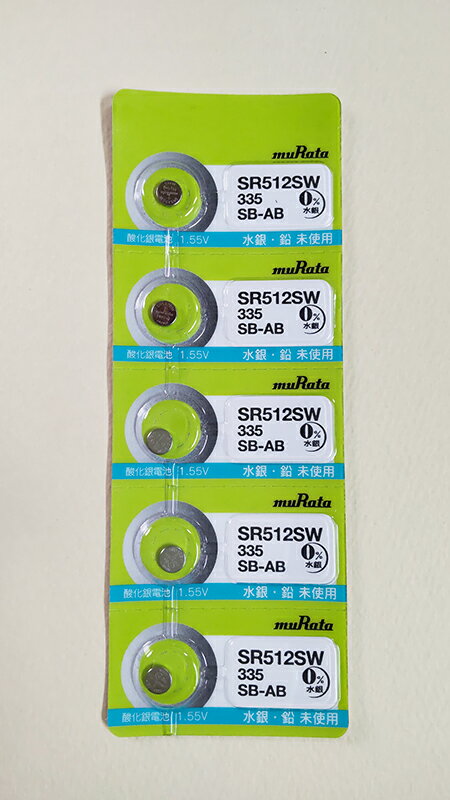 muRata
SR512SW
335
SB-AB
0%
水銀
酸化銀電池 1.55V
水銀・鉛 未使用
muRata
SR512SW
335
SB-AB
0%
水銀
酸化銀電池 1.55V
水銀・鉛 未使用
muRata
SR512SW
335
SB-AB
0%
水銀
酸化銀電池 1.55V
水銀・鉛 未使用
muRata
SR512SW
335
SB-AB
0%
水銀
酸化銀電池 1.55V
水銀・鉛 未使用
muRata
SR512SW
335
SB-AB
0%
水銀
酸化銀電池 1.55V
水銀・鉛 未使用